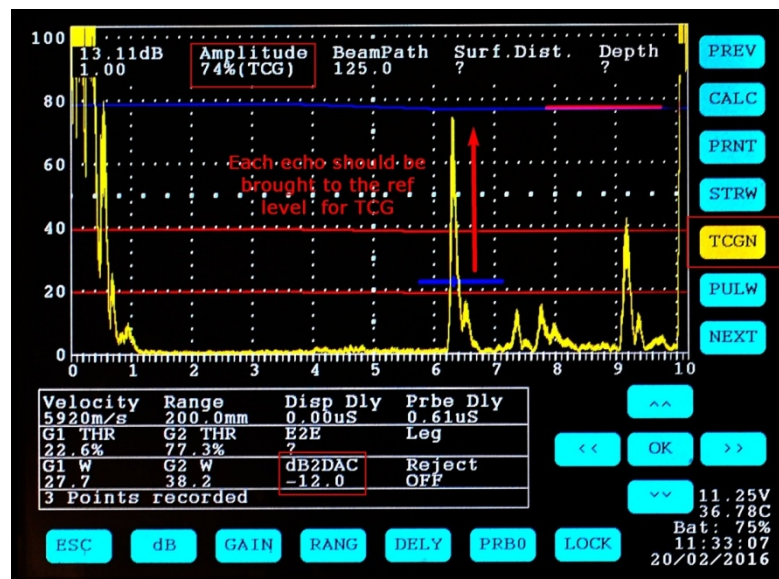 100
13.11dB Amplitude BeamPath Surf.Dist. Depth
1.00 74%(TCG) 125.0 ? ?
80
60
Each echo should be
brought to the ref
level for TCG
40
20
0
0 1 2 3 4 5 6 7 8 9 10
PREV
CALC
PRNT
STRW
TCGN
PULW
NEXT
Velocity Range Disp Dly Prbe Dly
5920m/s 200.0mm 0.00uS 0.61uS
G1 THR G2 THR E2E Leg
22.6% 77.3% ?
G1 W G2 W dB2DAC Reject
27.7 38.2 -12.0 OFF
3 Points recorded
^^
<< OK >>
vv
11.25V
36.78C
Bat: 75%
11:33:07
20/02/2016
ESC dB GAIN RANG DELY PRB0 LOCK